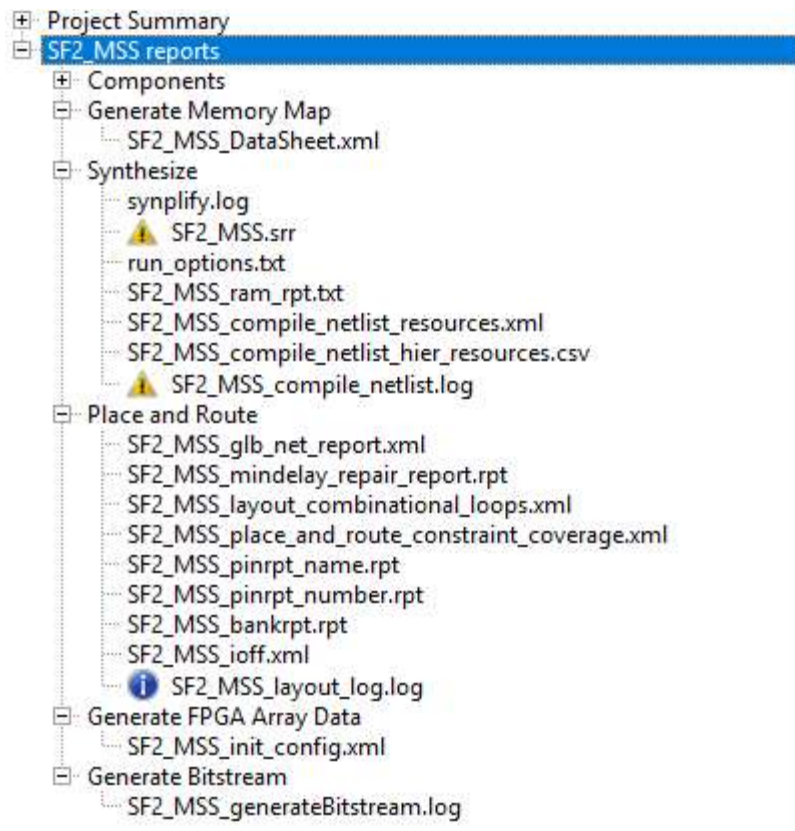 Project Summary
SF2_MSS reports
Components
Generate Memory Map
SF2_MSS_DataSheet.xml
Synthesize
synplify.log
SF2_MSS.srr
run_options.txt
SF2_MSS_ram_rpt.txt
SF2_MSS_compile_netlist_resources.xml
SF2_MSS_compile_netlist_hier_resources.csv
SF2_MSS_compile_netlist.log
Place and Route
SF2_MSS_glb_net_report.xml
SF2_MSS_mindelay_repair_report.rpt
SF2_MSS_layout_combinational_loops.xml
SF2_MSS_place_and_route_constraint_coverage.xml
SF2_MSS_pinrpt_name.rpt
SF2_MSS_pinrpt_number.rpt
SF2_MSS_bankrpt.rpt
SF2_MSS_ioff.xml
SF2_MSS_layout_log.log
Generate FPGA Array Data
SF2_MSS_init_config.xml
Generate Bitstream
SF2_MSS_generateBitstream.log